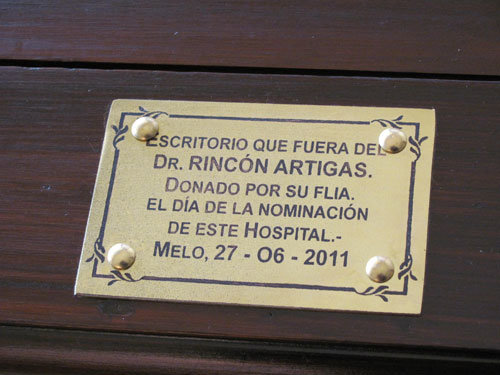 ESCRITORIO QUE FUERA DEL
DR. RINCÓN ARTIGAS.
DONADO POR SU FLIA.
EL DÍA DE LA NOMINACIÓN
DE ESTE HOSPITAL.-
MELO, 27 - 06 - 2011